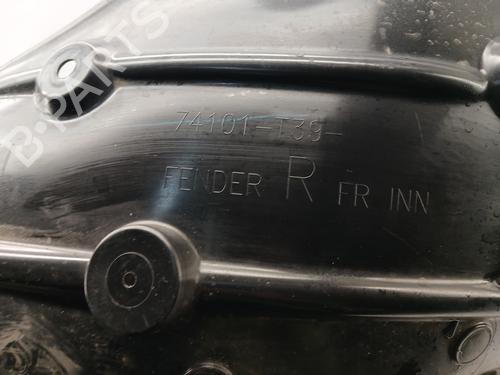 B-PARTS
74101-T39-
FENDER R FR INN